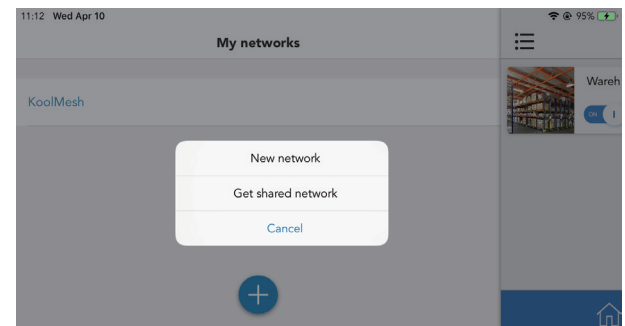 11:12 Wed Apr 10
95%
My networks
KoolMesh
Wareh
ON
New network
Get shared network
Cancel